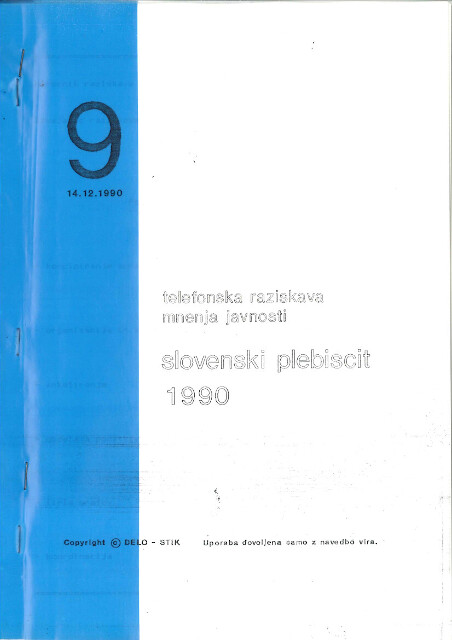 9
14.12.1990
telefonska raziskava
mnenja javnosti
slovenski plebiscit
1990
Copyright © DELO - STIK Uporaba dovoljena samo z navedbo vira.